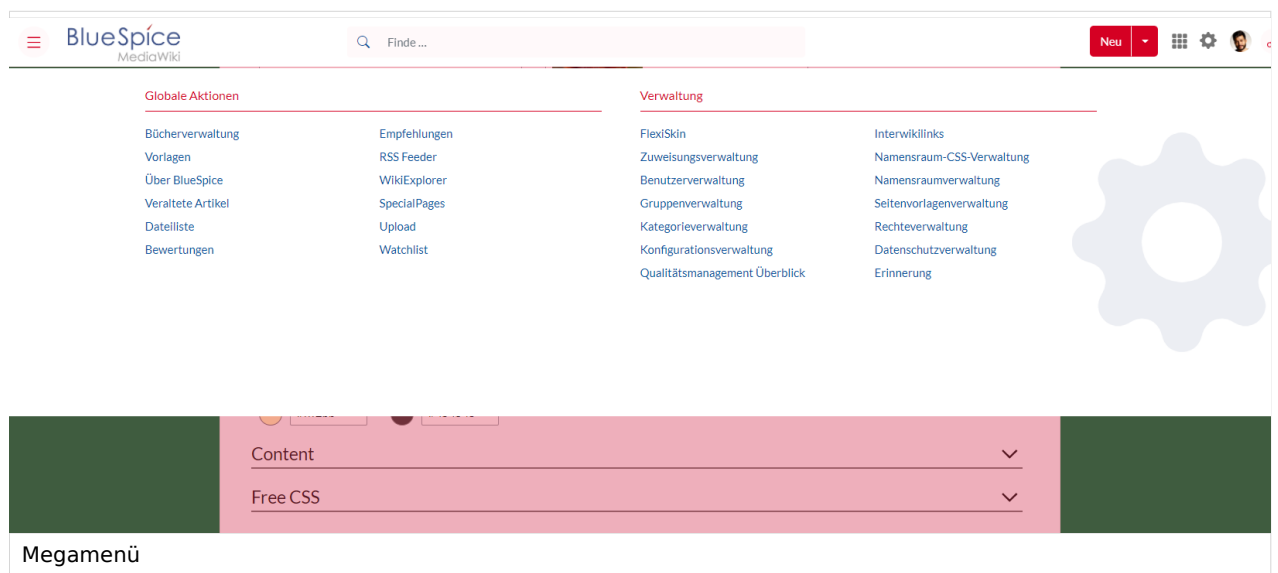 BlueSpice
MediaWiki
Finde ...
Neu
Globale Aktionen
Bücherverwaltung
Vorlagen
Über BlueSpice
Veraltete Artikel
Dateiliste
Bewertungen
Empfehlungen
RSS Feeder
WikiExplorer
SpecialPages
Upload
Watchlist
Verwaltung
FlexiSkin
Zuweisungsverwaltung
Benutzerverwaltung
Gruppenverwaltung
Kategorieverwaltung
Konfigurationsverwaltung
Qualitätsmanagement Überblick
Interwikilinks
Namensraum-CSS-Verwaltung
Namensraumverwaltung
Seitenvorlagenverwaltung
Rechteverwaltung
Datenschutzverwaltung
Erinnerung
Content
Free CSS
Megamenü